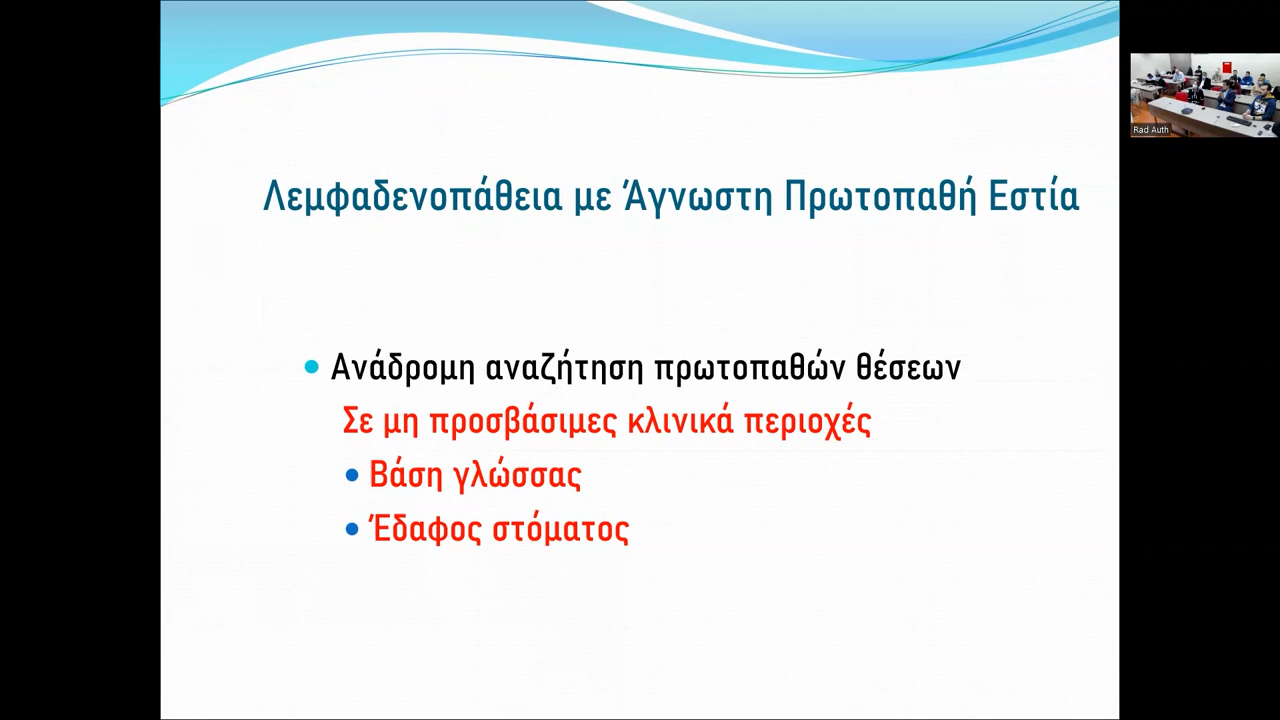 Λεμφαδενοπάθεια με Άγνωστη Πρωτοπαθή Εστία
Ανάδρομη αναζήτηση πρωτοπαθών θέσεων
Σε μη προσβάσιμες κλινικά περιοχές
Βάση γλώσσας
Έδαφος στόματος
Rad Auth